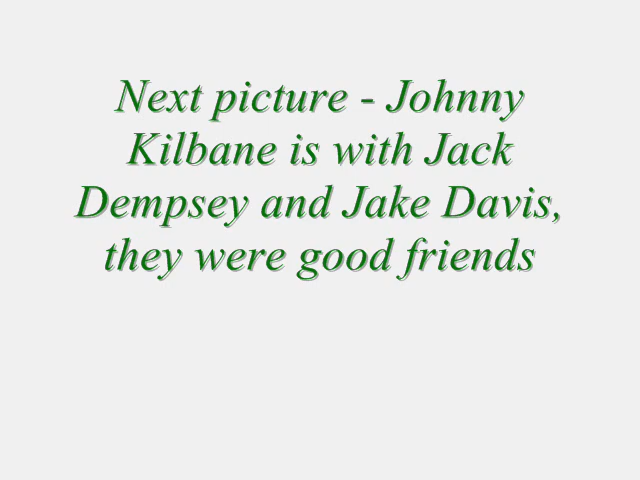 Next picture - Johnny
Kilbane is with Jack
Dempsey and Jake Davis,
they were good friends